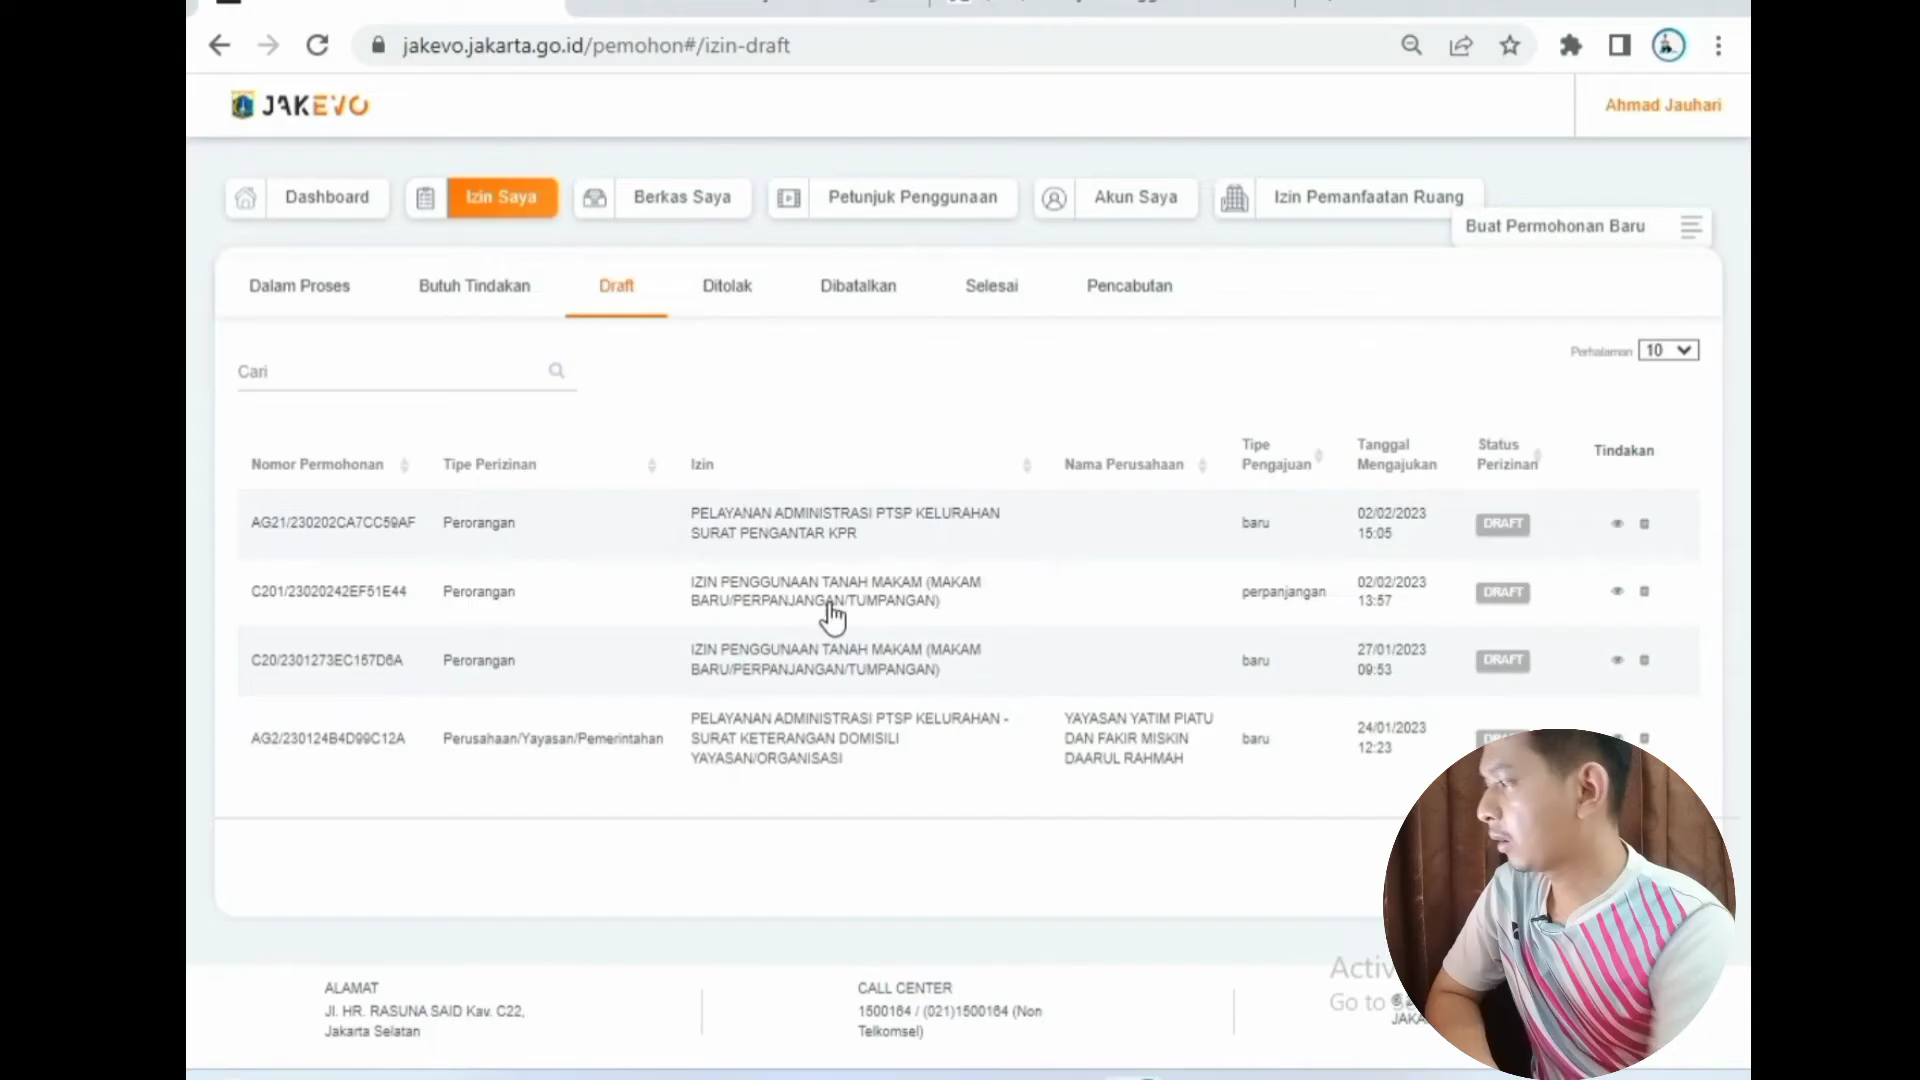 jakevo.jakarta.go.id/pemohon#/izin-draft
JAKEVO
Ahmad Jauhari
Dashboard
Izin Saya
Berkas Saya
Petunjuk Penggunaan
Akun Saya
Izin Pemanfaatan Ruang
Buat Permohonan Baru
Dalam Proses
Butuh Tindakan
Draft
Ditolak
Dibatalkan
Selesai
Pencabutan
Cari
Perhalaman 10
Nomor Permohonan
Tipe Perizinan
Izin
Nama Perusahaan
Tipe
Pengajuan
Tanggal
Mengajukan
Status
Perizinan
Tindakan
AG21/230202CA7CC59AF
Perorangan
PELAYANAN ADMINISTRASI PTSP KELURAHAN
SURAT PENGANTAR KPR
baru
02/02/2023
15:05
DRAFT
C201/23020242EF51E44
Perorangan
IZIN PENGGUNAAN TANAH MAKAM (MAKAM
BARU/PERPANJANGAN/TUMPANGAN)
perpanjangan
02/02/2023
13:57
DRAFT
C20/2301273EC157D6A
Perorangan
IZIN PENGGUNAAN TANAH MAKAM (MAKAM
BARU/PERPANJANGAN/TUMPANGAN)
baru
27/01/2023
09:53
DRAFT
AG2/230124B4D99C12A
Perusahaan/Yayasan/Pemerintahan
PELAYANAN ADMINISTRASI PTSP KELURAHAN -
SURAT KETERANGAN DOMISILI
YAYASAN/ORGANISASI
YAYASAN YATIM PIATU
DAN FAKIR MISKIN
DAARUL RAHMAH
baru
24/01/2023
12:23
ALAMAT
Jl. HR. RASUNA SAID Kav. C22,
Jakarta Selatan
CALL CENTER
1500164 / (021)1500164 (Non
Telkomsel)
Activ
Go to
JAKA